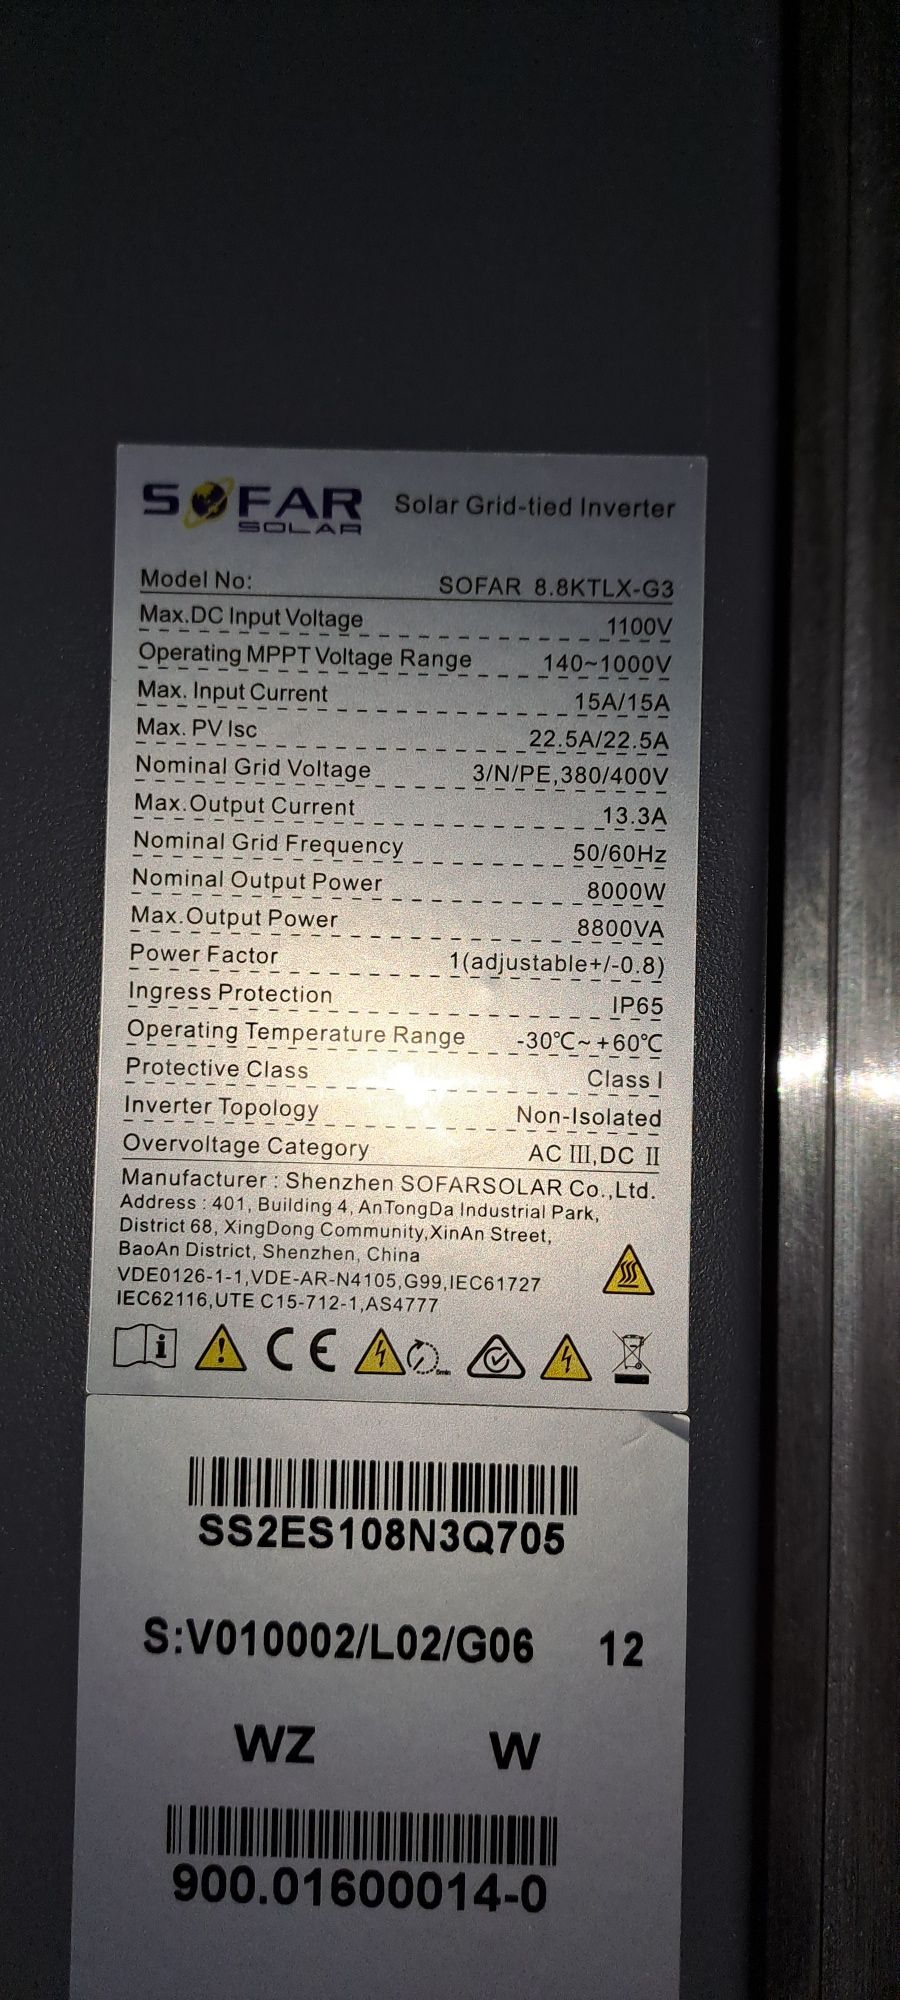 SOFAR SOLAR Solar Grid-tied Inverter
Model No: SOFAR 8.8KTLX-G3
Max.DC Input Voltage 1100V
Operating MPPT Voltage Range 140~1000V
Max. Input Current 15A/15A
Max. PV Isc 22.5A/22.5A
Nominal Grid Voltage 3/N/PE,380/400V
Max.Output Current 13.3A
Nominal Grid Frequency 50/60Hz
Nominal Output Power 8000W
Max.Output Power 8800VA
Power Factor 1(adjustable+/-0.8)
Ingress Protection IP65
Operating Temperature Range -30℃~+60℃
Protective Class Class I
Inverter Topology Non-Isolated
Overvoltage Category AC III,DC II
Manufacturer : Shenzhen SOFARSOLAR Co.,Ltd.
Address : 401, Building 4, AnTongDa Industrial Park,
District 68, XingDong Community,XinAn Street,
BaoAn District, Shenzhen, China
VDE0126-1-1,VDE-AR-N4105,G99,IEC61727
IEC62116,UTE C15-712-1,AS4777
CE 5min
SS2ES108N3Q705
S:V010002/L02/G06 12
WZ W
900.01600014-0